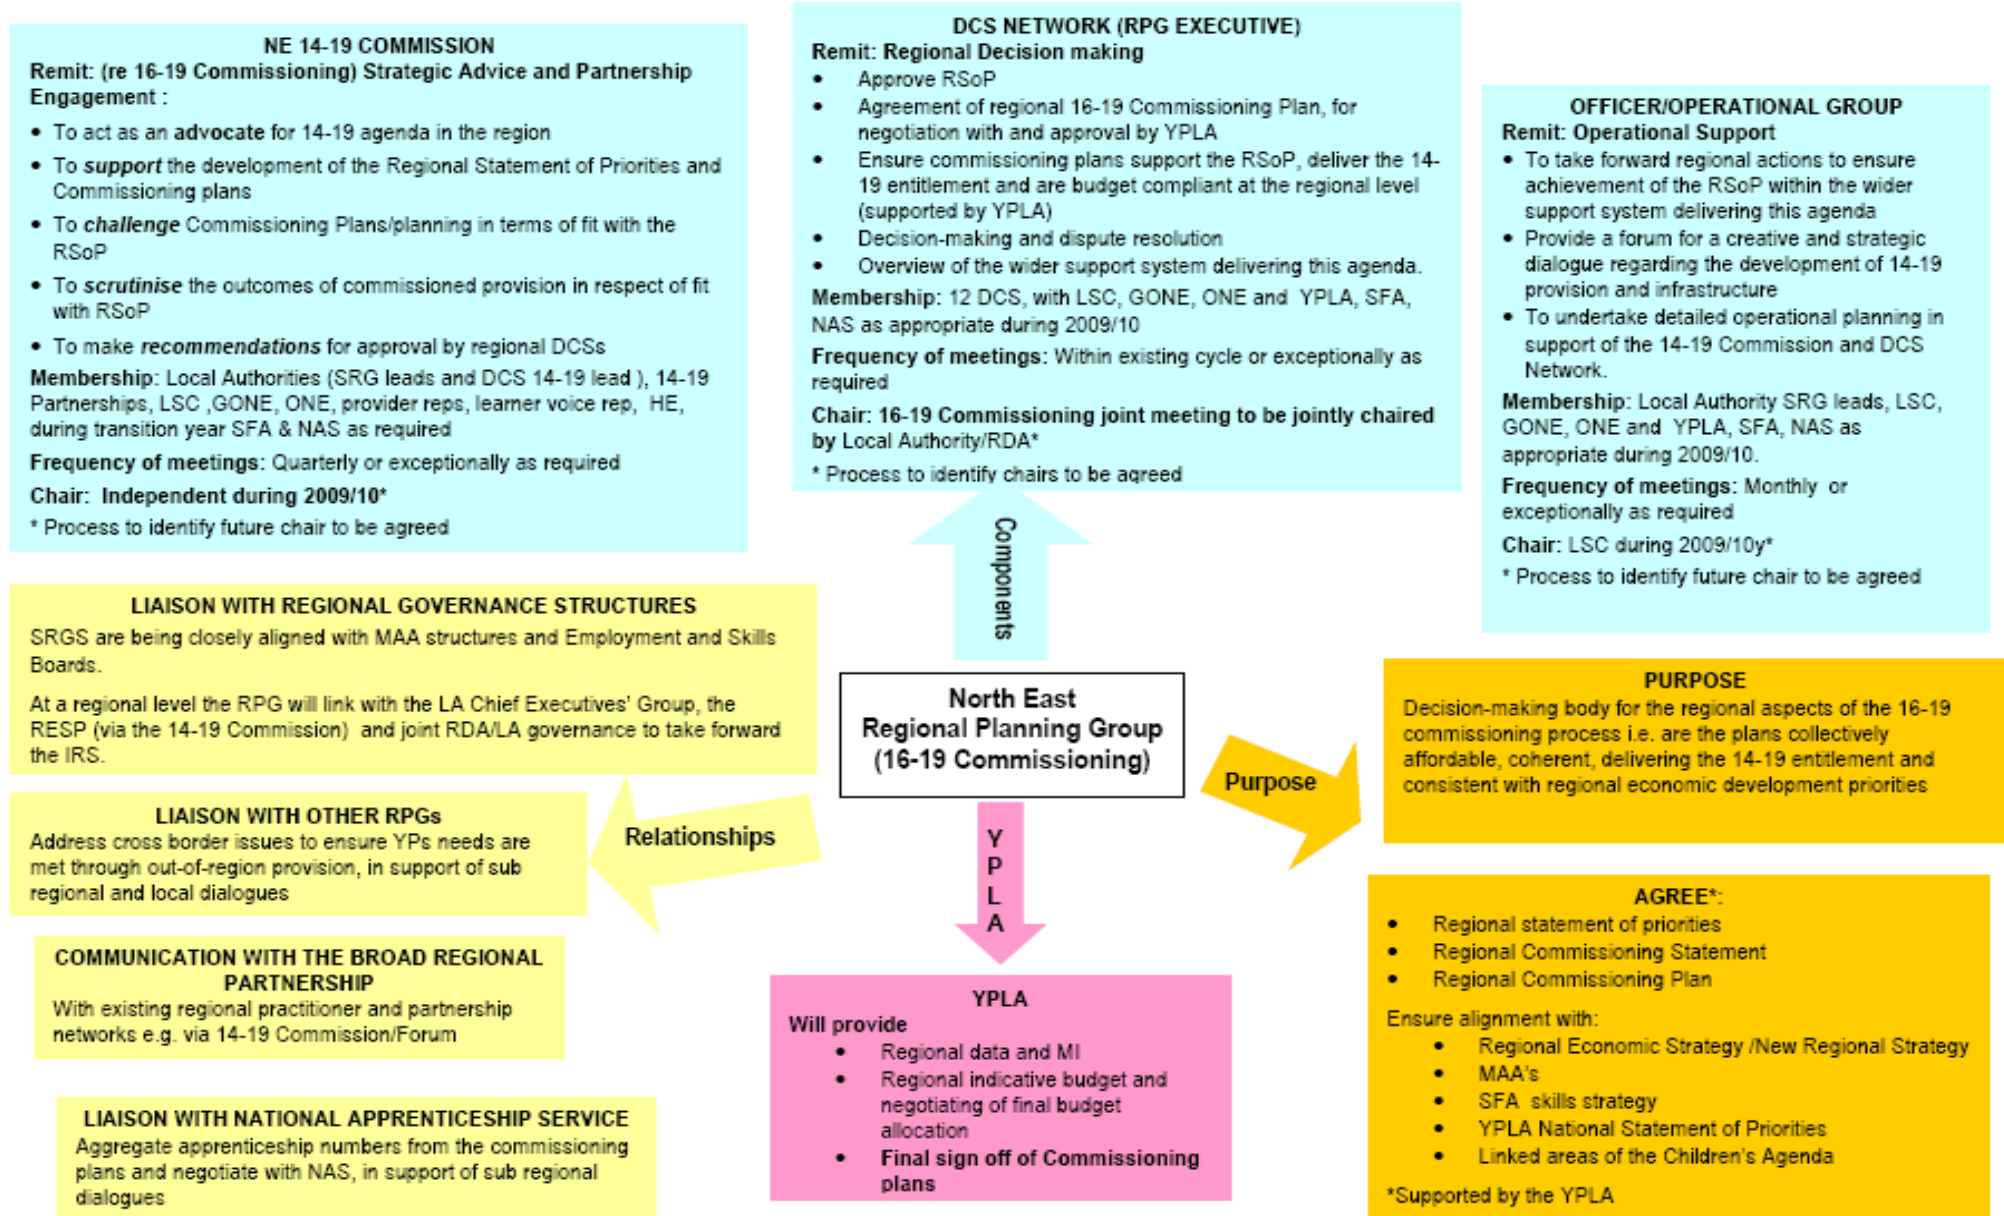 NE 14-19 COMMISSION
Remit: (re 16-19 Commissioning) Strategic Advice and Partnership
Engagement :
• To act as an advocate for 14-19 agenda in the region
• To support the development of the Regional Statement of Priorities and
Commissioning plans
• To challenge Commissioning Plans/planning in terms of fit with the
RSoP
• To scrutinise the outcomes of commissioned provision in respect of fit
with RSoP
• To make recommendations for approval by regional DCSs
Membership: Local Authorities (SRG leads and DCS 14-19 lead ), 14-19
Partnerships, LSC ,GONE, ONE, provider reps, learner voice rep, HE,
during transition year SFA & NAS as required
Frequency of meetings: Quarterly or exceptionally as required
Chair: Independent during 2009/10*
* Process to identify future chair to be agreed
DCS NETWORK (RPG EXECUTIVE)
Remit: Regional Decision making
• Approve RSoP
• Agreement of regional 16-19 Commissioning Plan, for
negotiation with and approval by YPLA
• Ensure commissioning plans support the RSoP, deliver the 14-
19 entitlement and are budget compliant at the regional level
(supported by YPLA)
• Decision-making and dispute resolution
• Overview of the wider support system delivering this agenda.
Membership: 12 DCS, with LSC, GONE, ONE and YPLA, SFA,
NAS as appropriate during 2009/10
Frequency of meetings: Within existing cycle or exceptionally as
required
Chair: 16-19 Commissioning joint meeting to be jointly chaired
by Local Authority/RDA*
* Process to identify chairs to be agreed
OFFICER/OPERATIONAL GROUP
Remit: Operational Support
• To take forward regional actions to ensure
achievement of the RSoP within the wider
support system delivering this agenda
• Provide a forum for a creative and strategic
dialogue regarding the development of 14-19
provision and infrastructure
• To undertake detailed operational planning in
support of the 14-19 Commission and DCS
Network.
Membership: Local Authority SRG leads, LSC,
GONE, ONE and YPLA, SFA, NAS as
appropriate during 2009/10.
Frequency of meetings: Monthly or
exceptionally as required
Chair: LSC during 2009/10y*
* Process to identify future chair to be agreed
Components
LIAISON WITH REGIONAL GOVERNANCE STRUCTURES
SRGS are being closely aligned with MAA structures and Employment and Skills
Boards.
At a regional level the RPG will link with the LA Chief Executives' Group, the
RESP (via the 14-19 Commission) and joint RDA/LA governance to take forward
the IRS.
North East
Regional Planning Group
(16-19 Commissioning)
PURPOSE
Decision-making body for the regional aspects of the 16-19
commissioning process i.e. are the plans collectively
affordable, coherent, delivering the 14-19 entitlement and
consistent with regional economic development priorities
Purpose
LIAISON WITH OTHER RPGs
Address cross border issues to ensure YPs needs are
met through out-of-region provision, in support of sub
regional and local dialogues
Relationships
Y
P
L
A
COMMUNICATION WITH THE BROAD REGIONAL
PARTNERSHIP
With existing regional practitioner and partnership
networks e.g. via 14-19 Commission/Forum
LIAISON WITH NATIONAL APPRENTICESHIP SERVICE
Aggregate apprenticeship numbers from the commissioning
plans and negotiate with NAS, in support of sub regional
dialogues
YPLA
Will provide
• Regional data and MI
• Regional indicative budget and
negotiating of final budget
allocation
• Final sign off of Commissioning
plans
AGREE*:
• Regional statement of priorities
• Regional Commissioning Statement
• Regional Commissioning Plan
Ensure alignment with:
• Regional Economic Strategy /New Regional Strategy
• MAA's
• SFA skills strategy
• YPLA National Statement of Priorities
• Linked areas of the Children's Agenda
*Supported by the YPLA